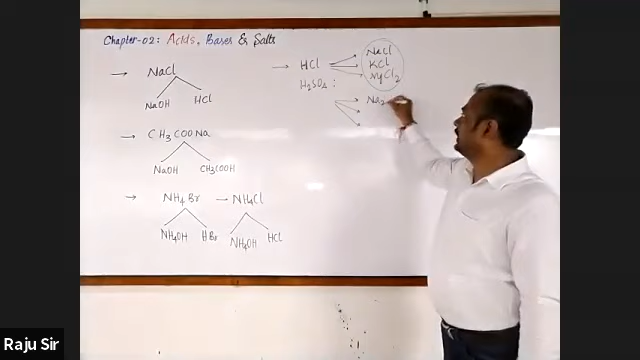 Chapter-02: Acids, Bases & Salts
→ NaCl
NaOH HCl
→ CH3COONa
NaOH CH3COOH
→ NH4Br → NH4Cl
NH4OH HBr NH4OH HCl
→ HCl
NaCl
KCl
MgCl2
H2SO4 :
Na2
Raju Sir